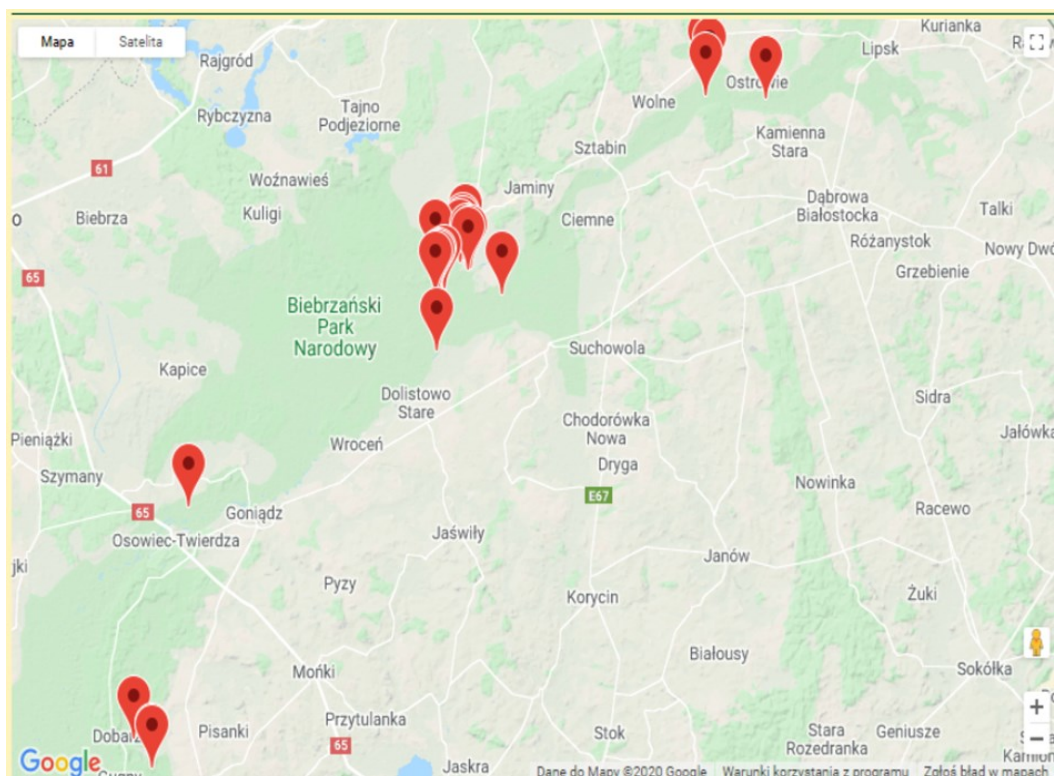 Mapa
Satelita
Kurianka
Lipsk
Rajgród
Ostrowie
Wolne
Rybczyzna
Tajno
Podjeziorne
Kamienna
Stara
Sztabin
61
Woźnawieś
Jaminy
Dąbrowa
Białostocka
Biebrza
Kuligi
Ciemne
Talki
Różanystok
Nowy Dwó
65
Grzebienie
Biebrzański
Park
Narodowy
Suchowola
Kapice
Dolistowo
Stare
Sidra
Chodorówka
Nowa
Pieniążki
Wroceń
Jałówka
Szymany
Dryga
Nowinka
E67
65
Goniądz
Racewo
Osowiec-Twierdza
Jaświły
jki
Janów
Pyzy
Korycin
Żuki
Białousy
Mońki
Sokółka
Przytulanka
Dobarz
Pisanki
Stok
Stara
Rozedranka
Geniusze
65
Google
Jaskra
Dane do Mapy ©2020 Google
Warunki korzystania z programu
Zgłoś błąd w mapach